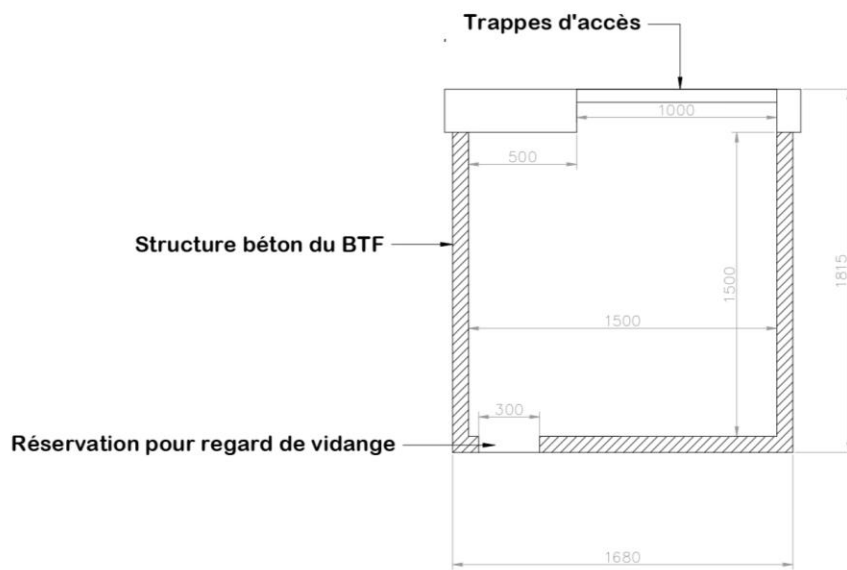 Trappes d'accès
1000
500
Structure béton du BTF
1500
1815
1500
300
Réservation pour regard de vidange
1680